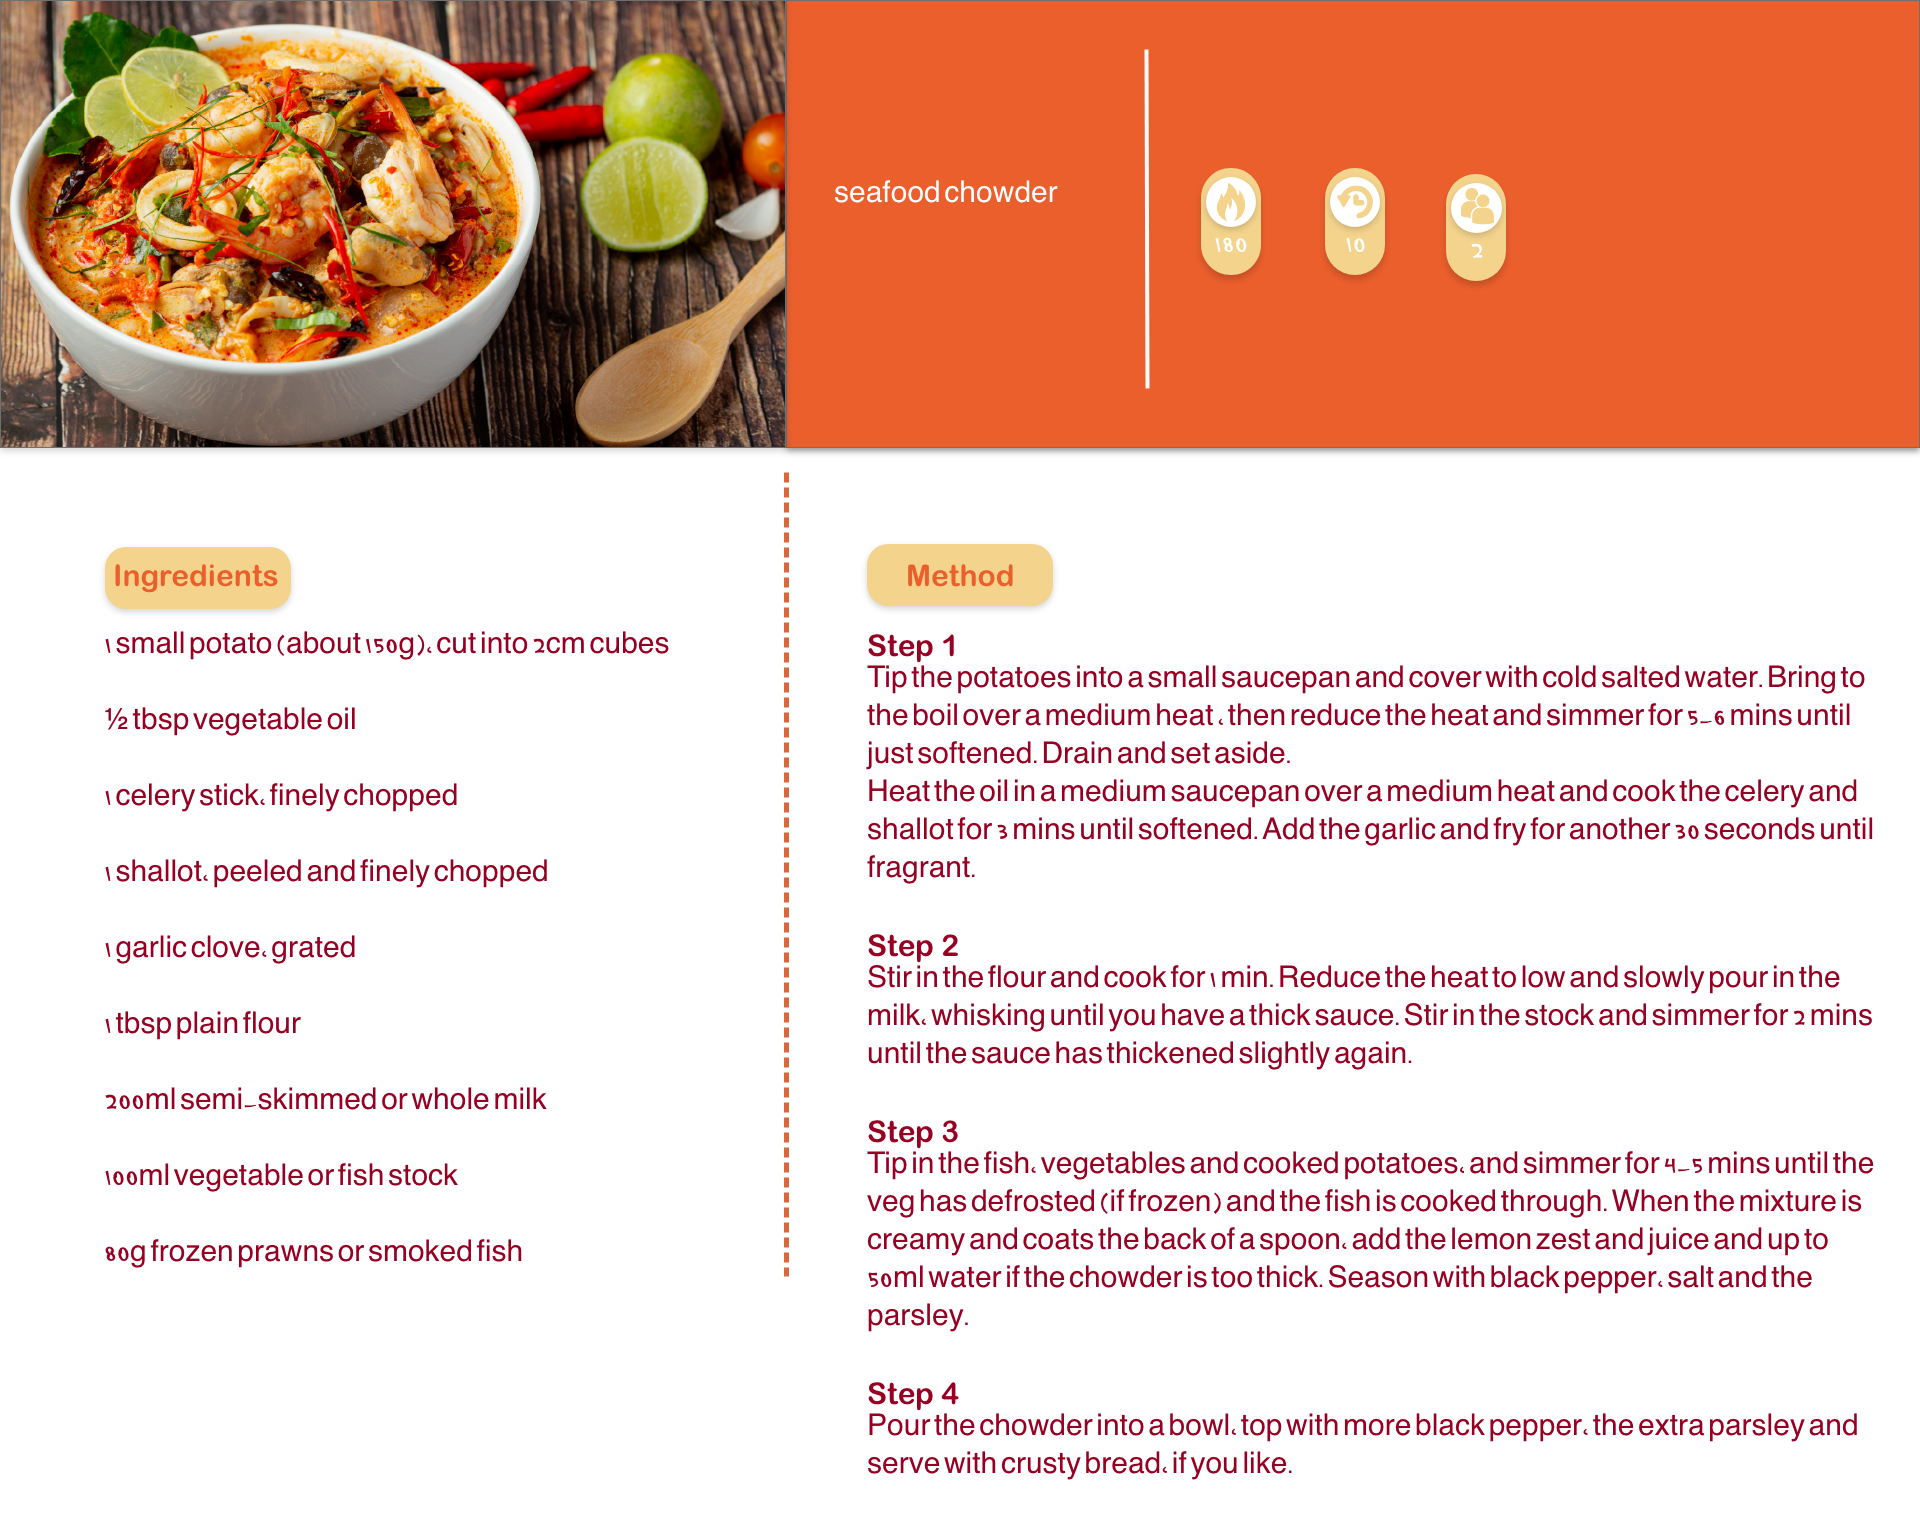 seafood chowder
180
10
2
Ingredients
1 small potato (about 150g), cut into 2cm cubes
½ tbsp vegetable oil
1 celery stick, finely chopped
1 shallot, peeled and finely chopped
1 garlic clove, grated
1 tbsp plain flour
200ml semi-skimmed or whole milk
100ml vegetable or fish stock
80g frozen prawns or smoked fish
Method
Step 1
Tip the potatoes into a small saucepan and cover with cold salted water. Bring to
the boil over a medium heat , then reduce the heat and simmer for 5-6 mins until
just softened. Drain and set aside.
Heat the oil in a medium saucepan over a medium heat and cook the celery and
shallot for 3 mins until softened. Add the garlic and fry for another 30 seconds until
fragrant.
Step 2
Stir in the flour and cook for 1 min. Reduce the heat to low and slowly pour in the
milk, whisking until you have a thick sauce. Stir in the stock and simmer for 2 mins
until the sauce has thickened slightly again.
Step 3
Tip in the fish, vegetables and cooked potatoes, and simmer for 4-5 mins until the
veg has defrosted (if frozen) and the fish is cooked through. When the mixture is
creamy and coats the back of a spoon, add the lemon zest and juice and up to
50ml water if the chowder is too thick. Season with black pepper, salt and the
parsley.
Step 4
Pour the chowder into a bowl, top with more black pepper, the extra parsley and
serve with crusty bread, if you like.